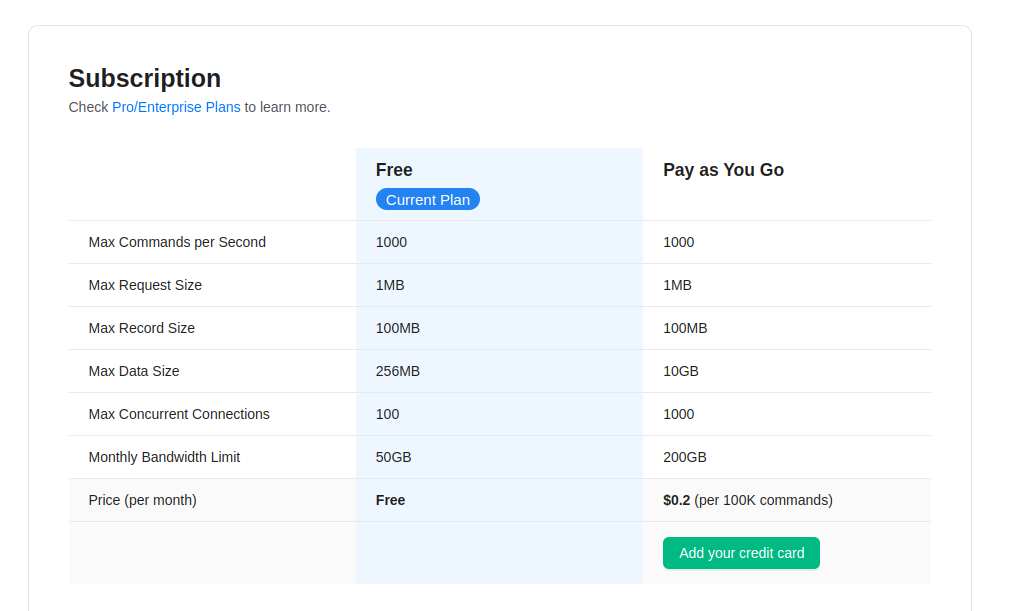 Subscription
Check Pro/Enterprise Plans to learn more.
Free Pay as You Go
Current Plan
Max Commands per Second 1000 1000
Max Request Size 1MB 1MB
Max Record Size 100MB 100MB
Max Data Size 256MB 10GB
Max Concurrent Connections 100 1000
Monthly Bandwidth Limit 50GB 200GB
Price (per month) Free $0.2 (per 100K commands)
Add your credit card